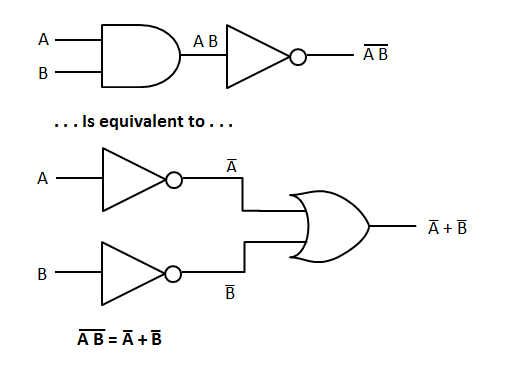 A
B
A B
A̅ ̅B̅
. . . Is equivalent to . . .
A
A̅
A̅ + B̅
B
B̅
A̅ ̅B̅ = A̅ + B̅